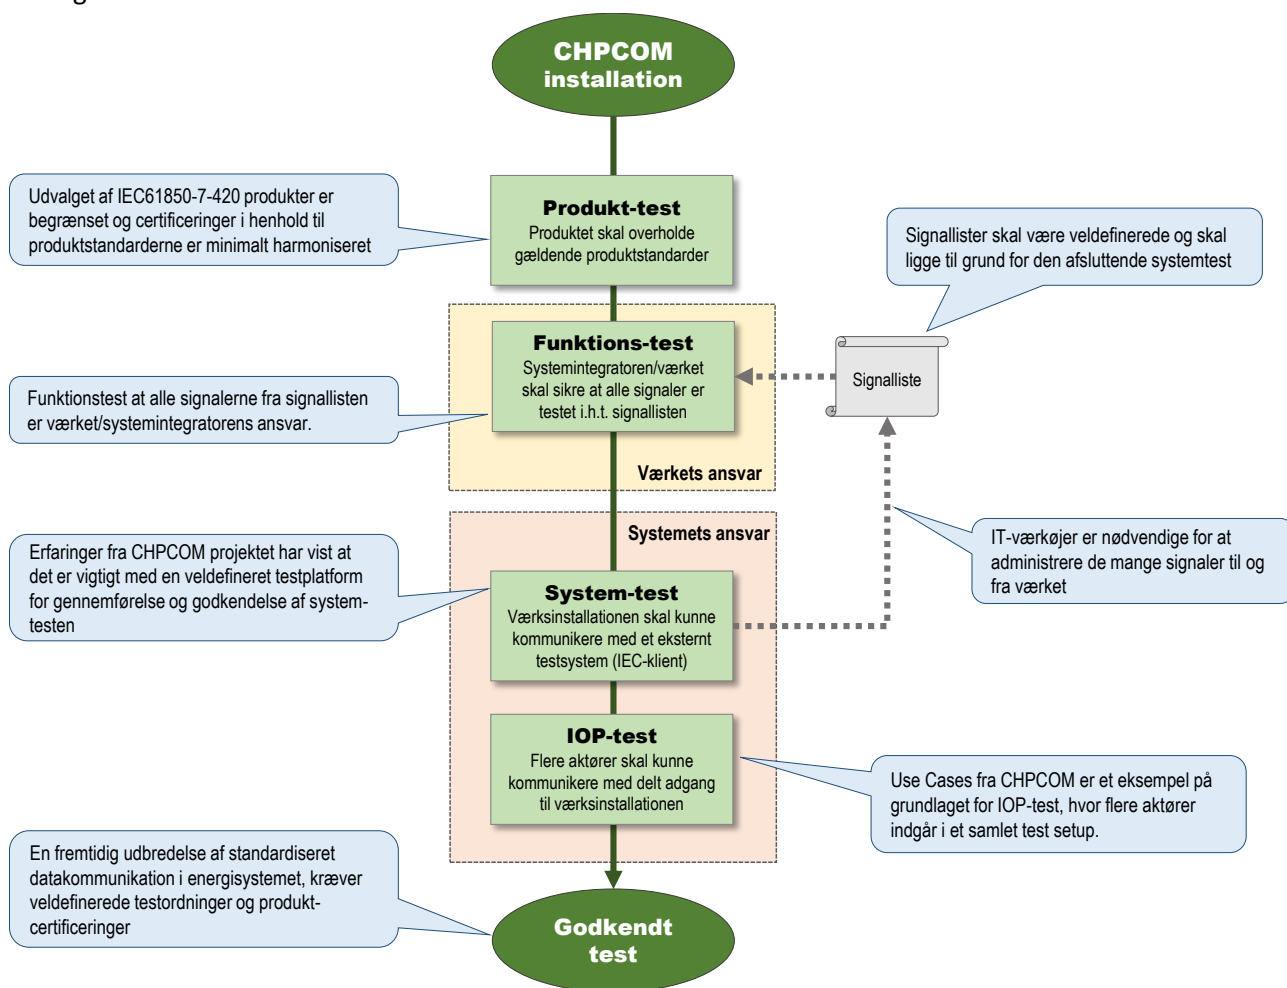 CHPCOM
installation
Udvalget af IEC61850-7-420 produkter er
begrænset og certificeringer i henhold til
produktstandarderne er minimalt harmoniseret
Produkt-test
Produktet skal overholde
gældende produktstandarder
Signallister skal være veldefinerede og skal
ligge til grund for den afsluttende systemtest
Funktions-test
Systemintegratoren/værket
skal sikre at alle signaler er
testet i.h.t. signallisten
Signalliste
Funktionstest at alle signalerne fra signallisten
er værket/systemintegratorens ansvar.
Værkets ansvar
Systemets ansvar
Erfaringer fra CHPCOM projektet har vist at
det er vigtigt med en veldefineret testplatform
for gennemførelse og godkendelse af system-
testen
IT-værkøjer er nødvendige for at
administrere de mange signaler til og
fra værket
System-test
Værksinstallationen skal kunne
kommunikere med et eksternt
testsystem (IEC-klient)
IOP-test
Flere aktører skal kunne
kommunikere med delt adgang
til værksinstallationen
Use Cases fra CHPCOM er et eksempel på
grundlaget for IOP-test, hvor flere aktører
indgår i et samlet test setup.
En fremtidig udbredelse af standardiseret
datakommunikation i energisystemet, kræver
veldefinerede testordninger og produkt-
certificeringer
Godkendt
test